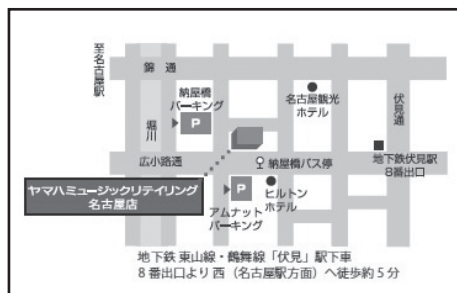 至名古屋駅
錦通
納屋橋
パーキング
P
名古屋観光
ホテル
伏見通
堀川
広小路通
納屋橋バス停
地下鉄伏見駅
8番出口
ヤマハミュージックリテイリング
名古屋店
P
アムナット
パーキング
ヒルトン
ホテル
地下鉄 東山線・鶴舞線「伏見」駅下車
8番出口より 西（名古屋駅方面）へ徒歩約5分